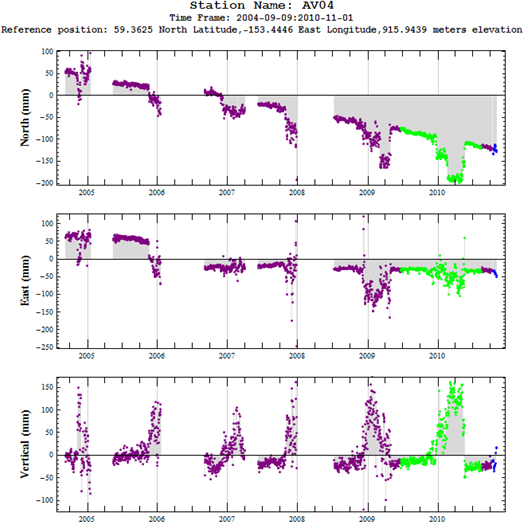 Station Name: AV04
Time Frame: 2004-09-09:2010-11-01
Reference position: 59.3625 North Latitude,-153.4446 East Longitude,915.9439 meters elevation
North (mm)
100
50
0
-50
-100
-150
-200
2005 2006 2007 2008 2009 2010
East (mm)
100
50
0
-50
-100
-150
-200
-250
2005 2006 2007 2008 2009 2010
Vertical (mm)
150
100
50
0
-50
-100
2005 2006 2007 2008 2009 2010